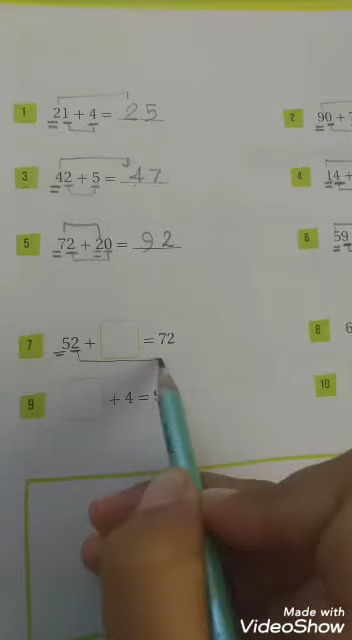 1 21 + 4 = 25
2 90 +
3 42 + 5 = 47
4 14 +
5 72 + 20 = 92
6 59
7 52 + = 72
8 6
9 + 4 =
10
Made with
VideoShow